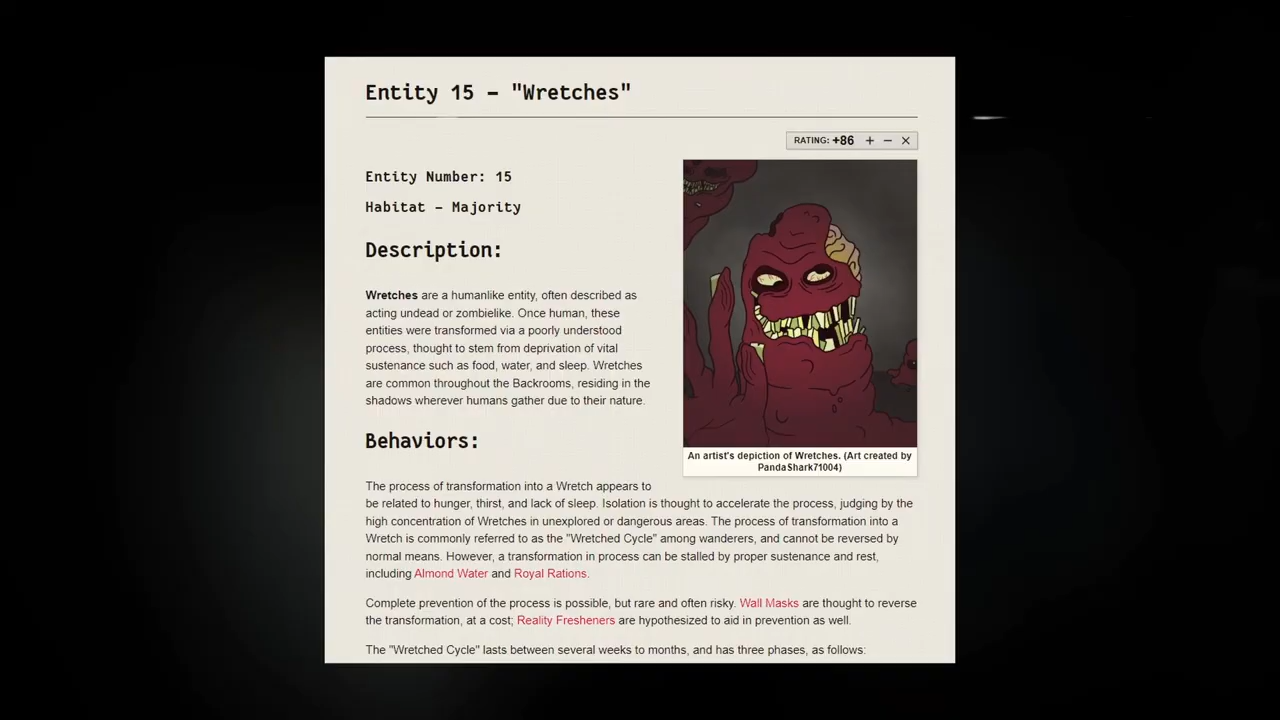 Entity 15 – "Wretches"
RATING: +86 + − ×
Entity Number: 15
Habitat – Majority
Description:
Wretches are a humanlike entity, often described as
acting undead or zombielike. Once human, these
entities were transformed via a poorly understood
process, thought to stem from deprivation of vital
sustenance such as food, water, and sleep. Wretches
are common throughout the Backrooms, residing in the
shadows wherever humans gather due to their nature.
An artist's depiction of Wretches. (Art created by
PandaShark71004)
Behaviors:
The process of transformation into a Wretch appears to
be related to hunger, thirst, and lack of sleep. Isolation is thought to accelerate the process, judging by the
high concentration of Wretches in unexplored or dangerous areas. The process of transformation into a
Wretch is commonly referred to as the "Wretched Cycle" among wanderers, and cannot be reversed by
normal means. However, a transformation in process can be stalled by proper sustenance and rest,
including Almond Water and Royal Rations.
Complete prevention of the process is possible, but rare and often risky. Wall Masks are thought to reverse
the transformation, at a cost; Reality Fresheners are hypothesized to aid in prevention as well.
The "Wretched Cycle" lasts between several weeks to months, and has three phases, as follows: